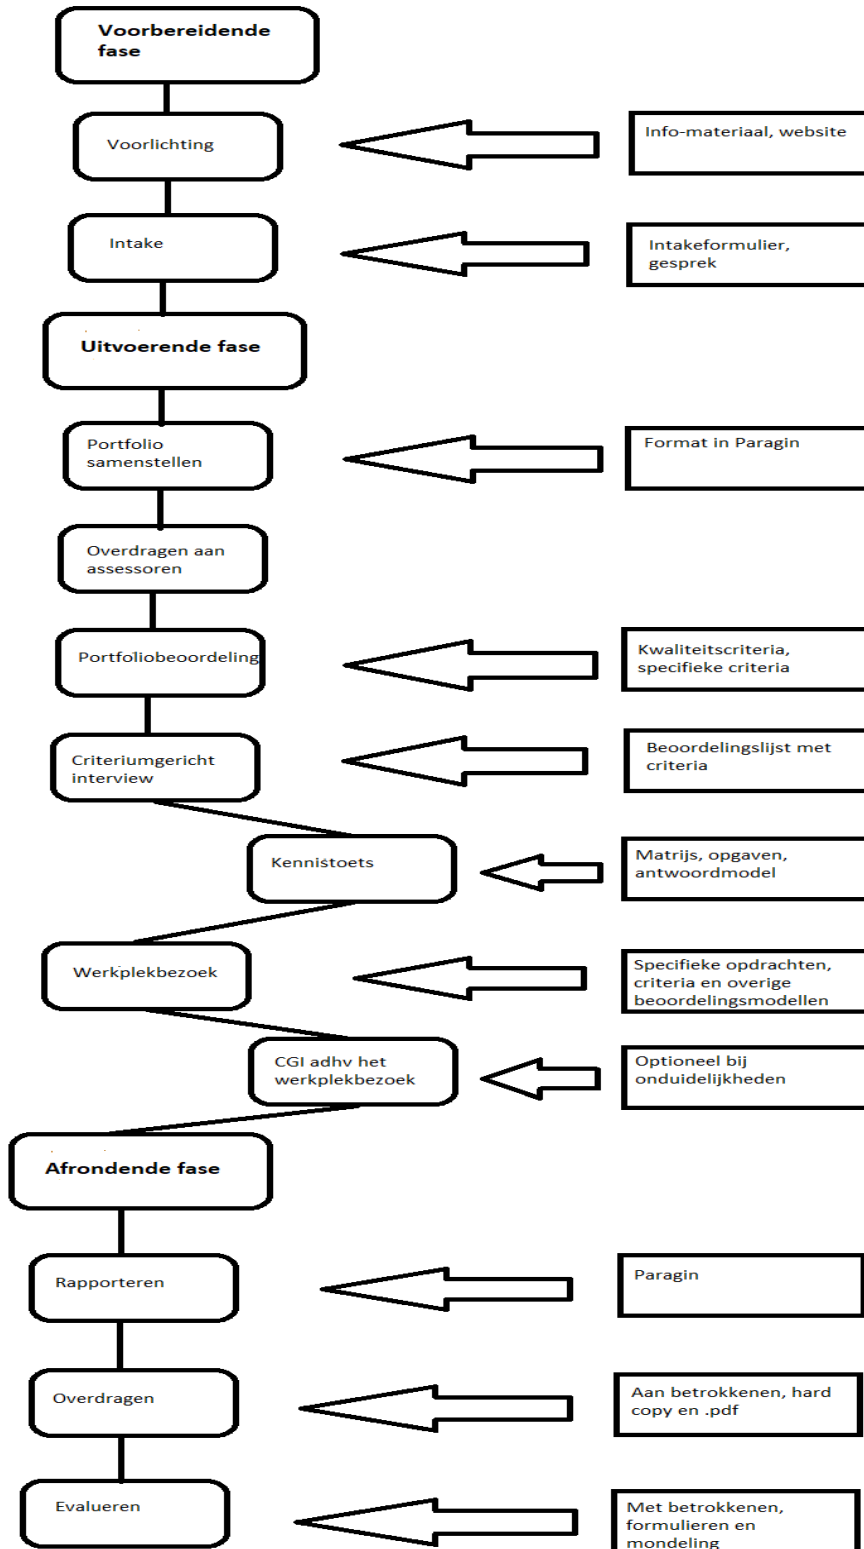 Voorbereidende
fase
Voorlichting
Info-materiaal, website
Intake
Intakeformulier,
gesprek
Uitvoerende fase
Portfolio
samenstellen
Format in Paragin
Overdragen aan
assessoren
Portfoliobeoordeling
Kwaliteitscriteria,
specifieke criteria
Criteriumgericht
interview
Beoordelingslijst met
criteria
Kennistoets
Matrijs, opgaven,
antwoordmodel
Werkplekbezoek
Specifieke opdrachten,
criteria en overige
beoordelingsmodellen
CGI adhv het
werkplekbezoek
Optioneel bij
onduidelijkheden
Afrondende fase
Rapporteren
Paragin
Overdragen
Aan betrokkenen, hard
copy en .pdf
Evalueren
Met betrokkenen,
formulieren en
mondeling